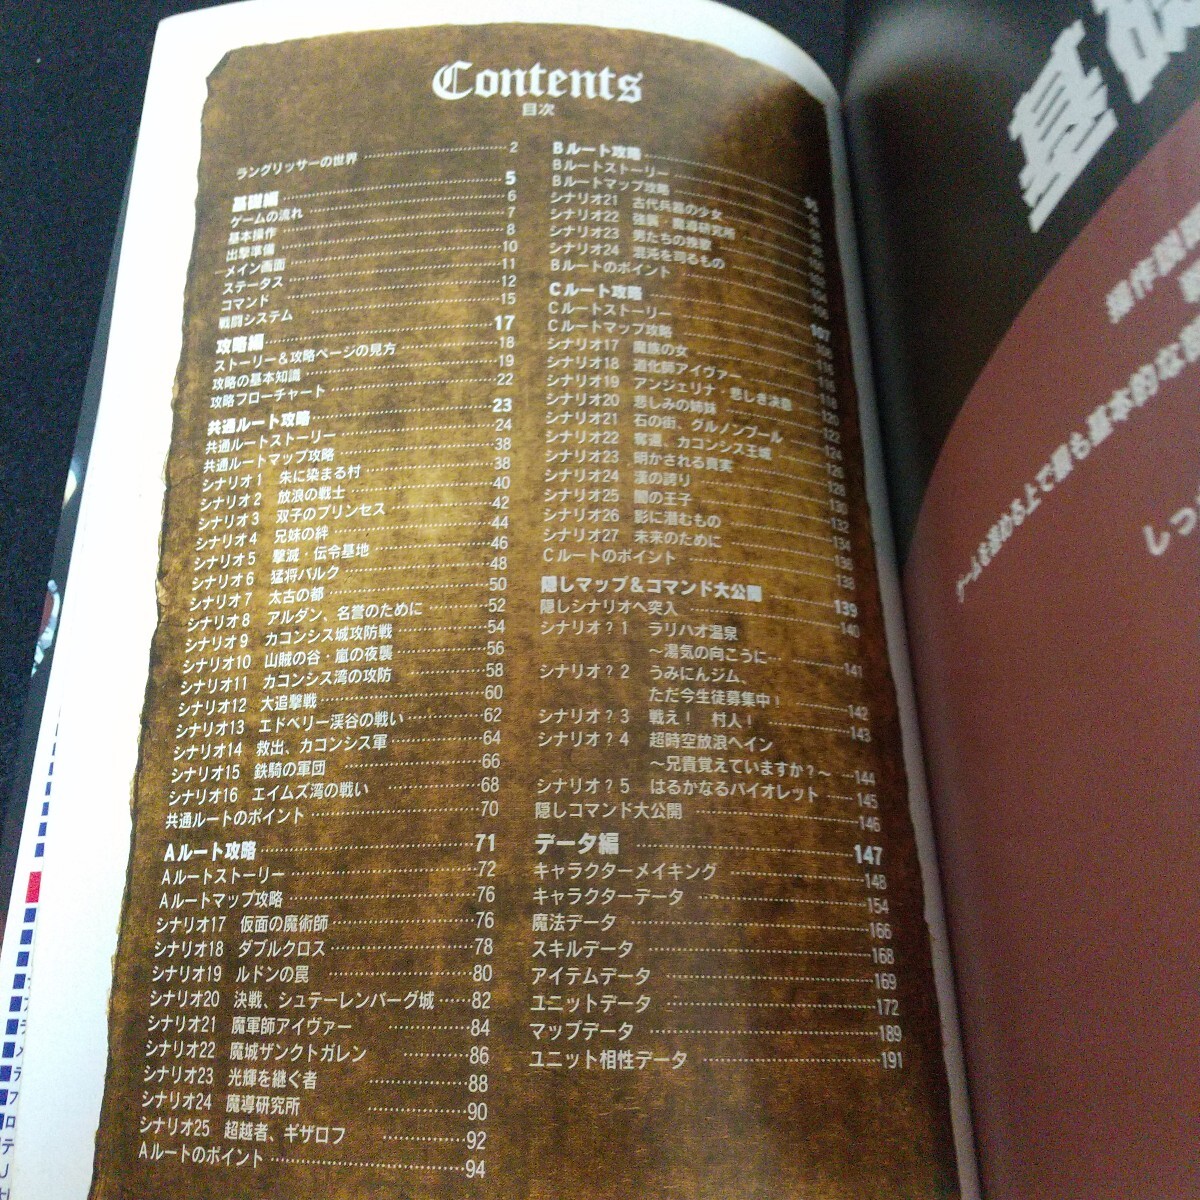 Contents
目次
ラングリッサーの世界 2
基礎編 5
ゲームの流れ 6
基本操作 7
出撃準備 8
メイン画面 10
ステータス 11
コマンド 12
戦闘システム 15
攻略編 17
ストーリー&攻略ページの見方 18
攻略の基本知識 19
攻略フローチャート 22
共通ルート攻略 23
共通ルートストーリー 24
共通ルートマップ攻略 38
シナリオ1 朱に染まる村 38
シナリオ2 放浪の戦士 40
シナリオ3 双子のプリンセス 42
シナリオ4 兄妹の絆 44
シナリオ5 撃滅・伝令基地 46
シナリオ6 猛将バルク 48
シナリオ7 太古の都 50
シナリオ8 アルダン、名誉のために 52
シナリオ9 カコンシス城攻防戦 54
シナリオ10 山賊の谷・嵐の夜襲 56
シナリオ11 カコンシス湾の攻防 58
シナリオ12 大追撃戦 60
シナリオ13 エドペリー渓谷の戦い 62
シナリオ14 救出、カコンシス軍 64
シナリオ15 鉄騎の軍団 66
シナリオ16 エイムズ湾の戦い 68
共通ルートのポイント 70
Aルート攻略 71
Aルートストーリー 72
Aルートマップ攻略 76
シナリオ17 仮面の魔術師 76
シナリオ18 ダブルクロス 78
シナリオ19 ルドンの罠 80
シナリオ20 決戦、シュテーレンバーグ城 82
シナリオ21 魔軍師アイヴァー 84
シナリオ22 魔城ザンクトガレン 86
シナリオ23 光輝を継ぐ者 88
シナリオ24 魔導研究所 90
シナリオ25 超越者、ギザロフ 92
Aルートのポイント 94
Bルート攻略
Bルートストーリー
Bルートマップ攻略
シナリオ21 古代兵器の少女
シナリオ22 強襲・魔導研究所
シナリオ23 男たちの挽歌
シナリオ24 混沌を司るもの
Bルートのポイント
Cルート攻略 107
Cルートストーリー
Cルートマップ攻略 116
シナリオ17 魔族の女 116
シナリオ18 進化師アイヴァー 118
シナリオ19 アンジェリナ 悲しき決意 120
シナリオ20 悲しみの姉妹 122
シナリオ21 石の街、グルノンブール 124
シナリオ22 奪還、カコンシス王城 126
シナリオ23 明かされる真実 128
シナリオ24 漢の誇り 130
シナリオ25 闇の王子 132
シナリオ26 影に潜むもの 134
シナリオ27 未来のために 136
Cルートのポイント 138
隠しマップ&コマンド大公開 139
隠しシナリオへ突入 140
シナリオ?1 ラリハオ温泉
～湯気の向こうに… 141
シナリオ?2 うみにんジム、
ただ今生徒募集中! 142
シナリオ?3 戦え! 村人! 143
シナリオ?4 超時空放浪ヘイン
～兄貴覚えていますか?～ 144
シナリオ?5 はるかなるバイオレット 145
隠しコマンド大公開 146
データ編 147
キャラクターメイキング 148
キャラクターデータ 154
魔法データ 166
スキルデータ 168
アイテムデータ 169
ユニットデータ 172
マップデータ 189
ユニット相性データ 191
基礎
操作説明
ゲームを進める上で最も基本的な
しっ